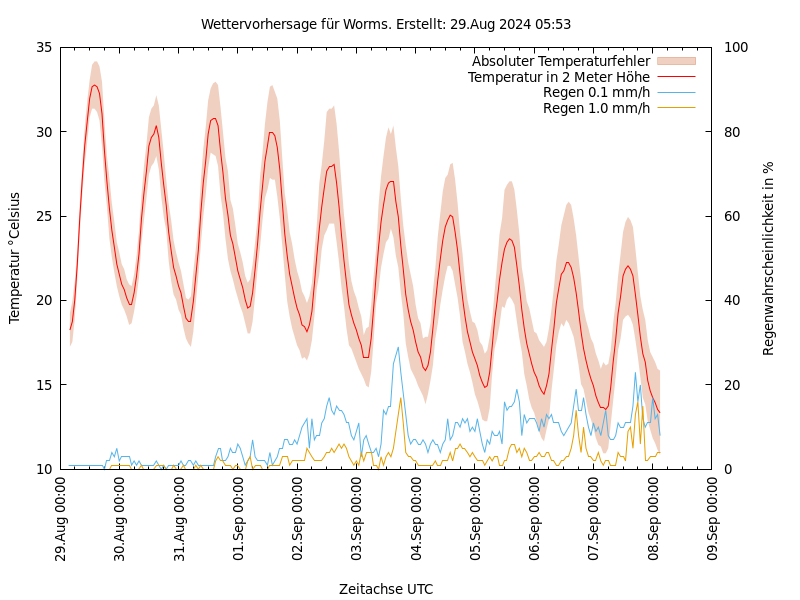 Wettervorhersage für Worms. Erstellt: 29.Aug 2024 05:53
Absoluter Temperaturfehler
Temperatur in 2 Meter Höhe
Regen 0.1 mm/h
Regen 1.0 mm/h
Temperatur °Celsius
35
30
25
20
15
10
100
80
60
40
20
0
Regenwahrscheinlichkeit in %
29.Aug 00:00
30.Aug 00:00
31.Aug 00:00
01.Sep 00:00
02.Sep 00:00
03.Sep 00:00
04.Sep 00:00
05.Sep 00:00
06.Sep 00:00
07.Sep 00:00
08.Sep 00:00
09.Sep 00:00
Zeitachse UTC